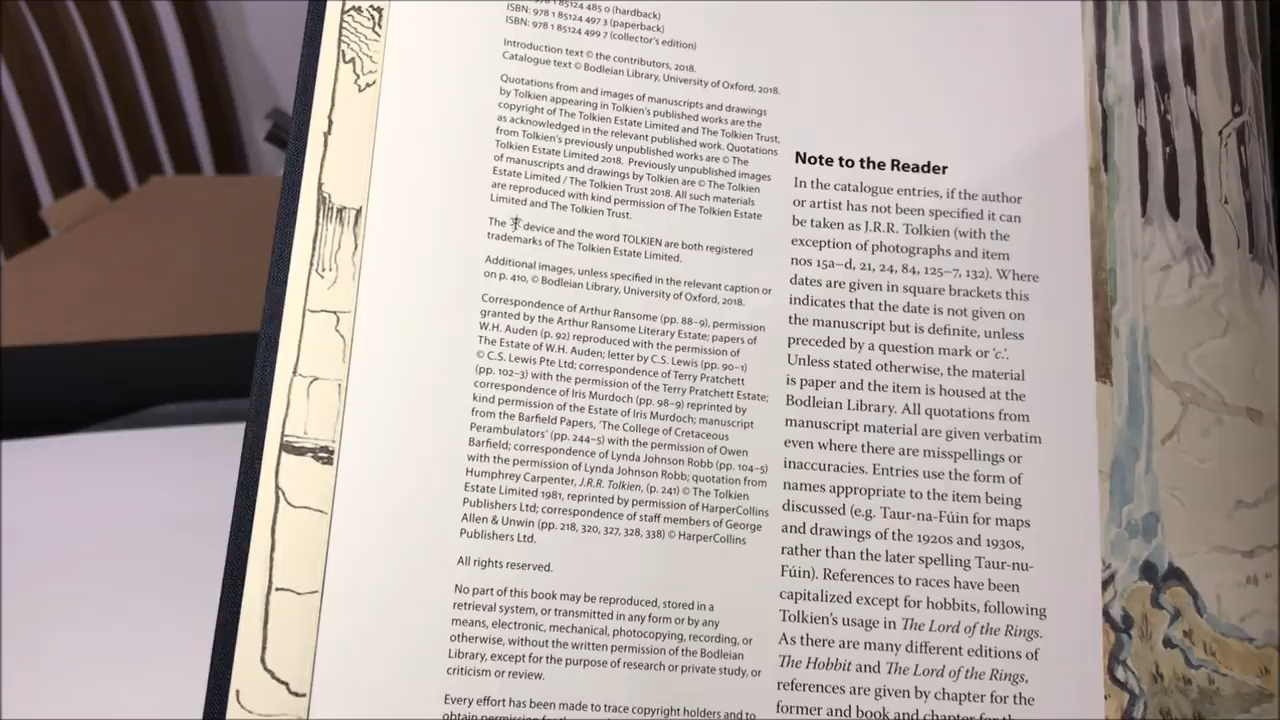 85124 485 0 (hardback)
ISBN: 978 1 85124 497 3 (paperback)
ISBN: 978 1 85124 499 7 (collector's edition)
Introduction text © the contributors, 2018.
Catalogue text © Bodleian Library, University of Oxford, 2018.
Quotations from and images of manuscripts and drawings
by Tolkien appearing in Tolkien's published works are the
copyright of The Tolkien Estate Limited and The Tolkien Trust,
as acknowledged in the relevant published work. Quotations
from Tolkien's previously unpublished works are © The
Tolkien Estate Limited 2018. Previously unpublished images
of manuscripts and drawings by Tolkien are © The Tolkien
Estate Limited / The Tolkien Trust 2018. All such materials
are reproduced with kind permission of The Tolkien Estate
Limited and The Tolkien Trust.
The device and the word TOLKIEN are both registered
trademarks of The Tolkien Estate Limited.
Additional images, unless specified in the relevant caption or
on p. 410, © Bodleian Library, University of Oxford, 2018.
Correspondence of Arthur Ransome (pp. 88–9), permission
granted by the Arthur Ransome Literary Estate; papers of
W.H. Auden (p. 92) reproduced with the permission of
The Estate of W.H. Auden; letter by C.S. Lewis (pp. 90–1)
© C.S. Lewis Pte Ltd; correspondence of Terry Pratchett
(pp. 102–3) with the permission of the Terry Pratchett Estate;
correspondence of Iris Murdoch (pp. 98–9) reprinted by
kind permission of the Estate of Iris Murdoch; manuscript
from the Barfield Papers, 'The College of Cretaceous
Perambulators' (pp. 244–5) with the permission of Owen
Barfield; correspondence of Lynda Johnson Robb (pp. 104–5)
with the permission of Lynda Johnson Robb; quotation from
Humphrey Carpenter, J.R.R. Tolkien, (p. 241) © The Tolkien
Estate Limited 1981, reprinted by permission of HarperCollins
Publishers Ltd; correspondence of staff members of George
Allen & Unwin (pp. 218, 320, 327, 328, 338) © HarperCollins
Publishers Ltd.
All rights reserved.
No part of this book may be reproduced, stored in a
retrieval system, or transmitted in any form or by any
means, electronic, mechanical, photocopying, recording, or
otherwise, without the written permission of the Bodleian
Library, except for the purpose of research or private study, or
criticism or review.
Every effort has been made to trace copyright holders and to
obtain permission
Note to the Reader
In the catalogue entries, if the author
or artist has not been specified it can
be taken as J.R.R. Tolkien (with the
exception of photographs and item
nos 15a–d, 21, 24, 84, 125–7, 132). Where
dates are given in square brackets this
indicates that the date is not given on
the manuscript but is definite, unless
preceded by a question mark or 'c.'.
Unless stated otherwise, the material
is paper and the item is housed at the
Bodleian Library. All quotations from
manuscript material are given verbatim
even where there are misspellings or
inaccuracies. Entries use the form of
names appropriate to the item being
discussed (e.g. Taur-na-Fúin for maps
and drawings of the 1920s and 1930s,
rather than the later spelling Taur-nu-
Fúin). References to races have been
capitalized except for hobbits, following
Tolkien's usage in The Lord of the Rings.
As there are many different editions of
The Hobbit and The Lord of the Rings,
references are given by chapter for the
former and book and chapter